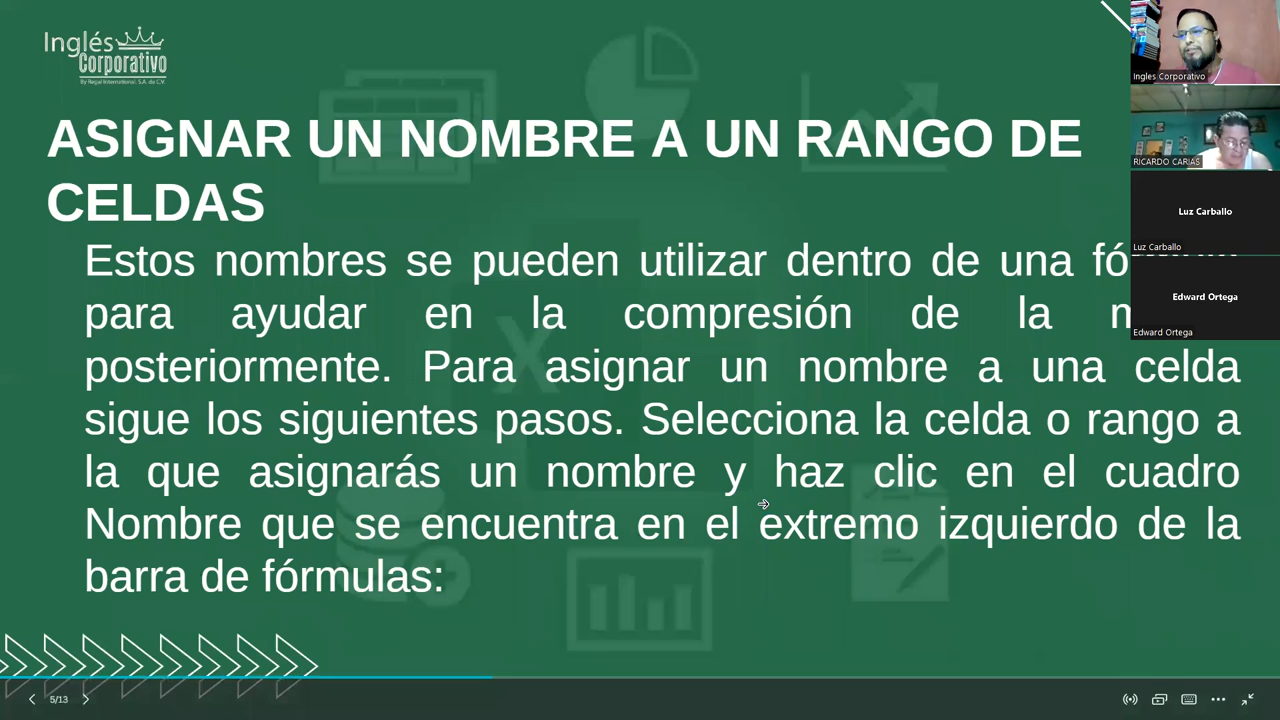 Inglés
Corporativo
By Regal International, S.A. de C.V.
ASIGNAR UN NOMBRE A UN RANGO DE
CELDAS
Estos nombres se pueden utilizar dentro de una
para ayudar en la compresión de la
posteriormente. Para asignar un nombre a una celda
sigue los siguientes pasos. Selecciona la celda o rango a
la que asignarás un nombre y haz clic en el cuadro
Nombre que se encuentra en el extremo izquierdo de la
barra de fórmulas:
5/13
Ingles Corporativo
RICARDO CARIAS
Luz Carballo
Luz Carballo
Edward Ortega
Edward Ortega